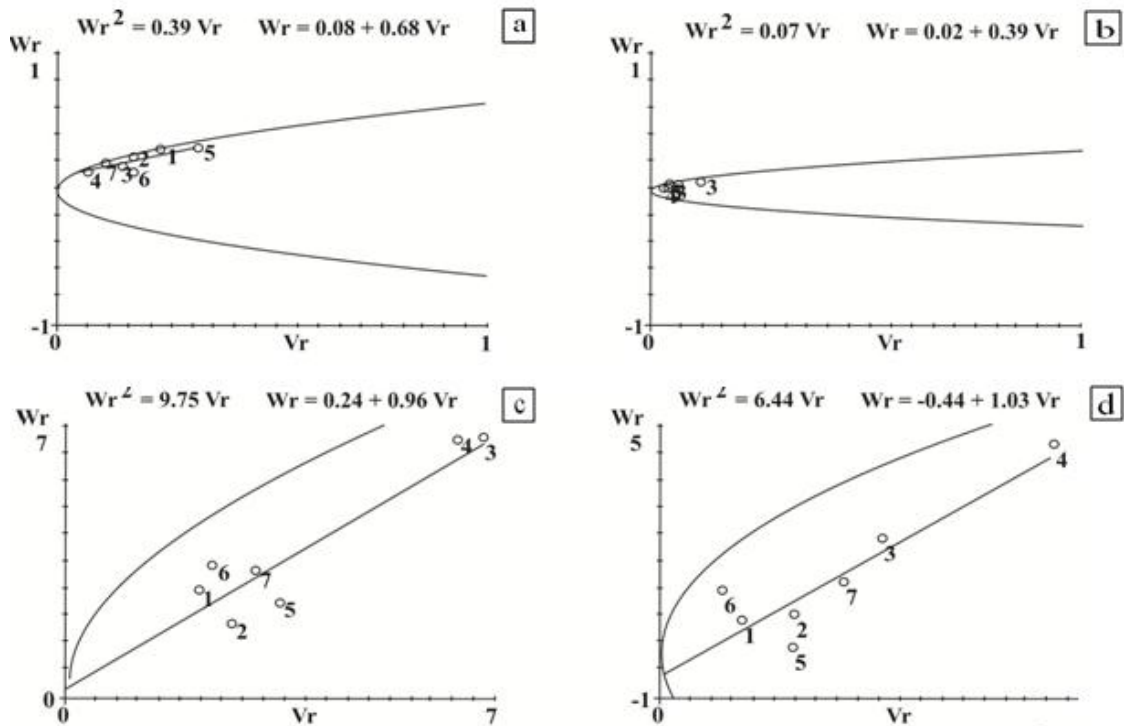 Wr² = 0.39 Vr Wr = 0.08 + 0.68 Vr a
Wr
1
4 7 3 2 6 1 5
-1
0 Vr 1
Wr² = 0.07 Vr Wr = 0.02 + 0.39 Vr b
Wr
1
3
-1
0 Vr 1
Wr² = 9.75 Vr Wr = 0.24 + 0.96 Vr c
Wr
7
4 3
6 7
1 5
2
0
0 Vr 7
Wr² = 6.44 Vr Wr = -0.44 + 1.03 Vr d
Wr
5
4
3
6 7
1 2
5
-1
0 Vr